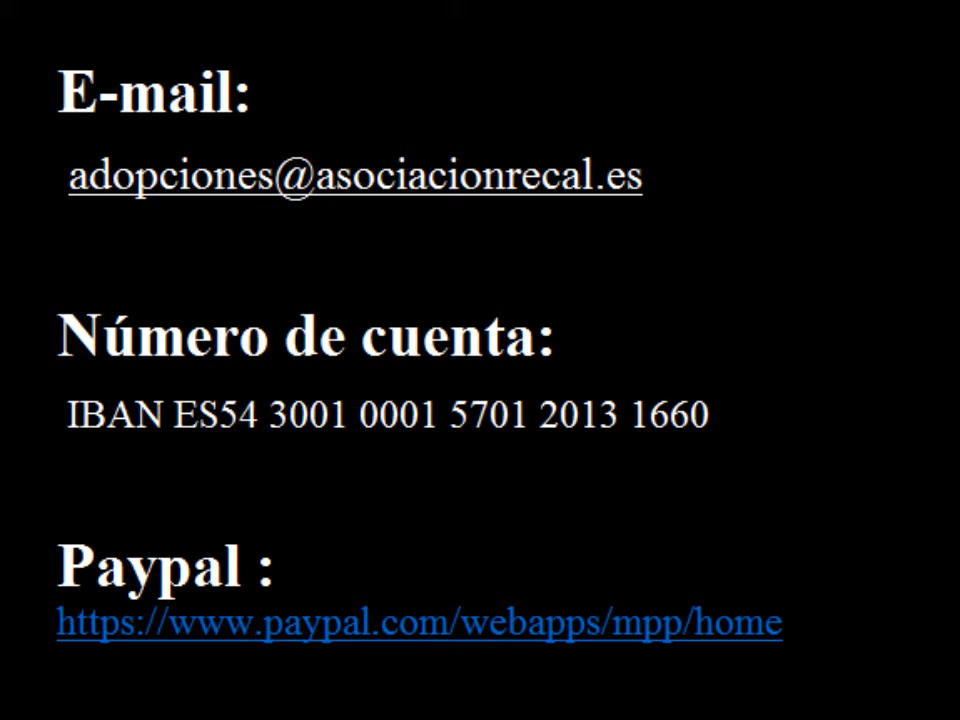 E-mail:
adopciones@asociacionrecal.es
Número de cuenta:
IBAN ES54 3001 0001 5701 2013 1660
Paypal :
https://www.paypal.com/webapps/mpp/home